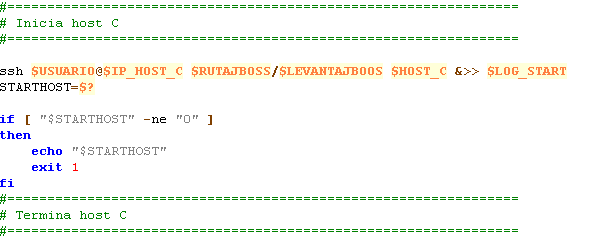 #=================================================================
# Inicia host C
#=================================================================
ssh $USUARIO@$IP_HOST_C $RUTAJBOSS/$LEVANTAJBOOS $HOST_C &>> $LOG_START
STARTHOST=$?
if [ "$STARTHOST" -ne "0" ]
then
    echo "$STARTHOST"
    exit 1
fi
#=================================================================
# Termina host C
#=================================================================